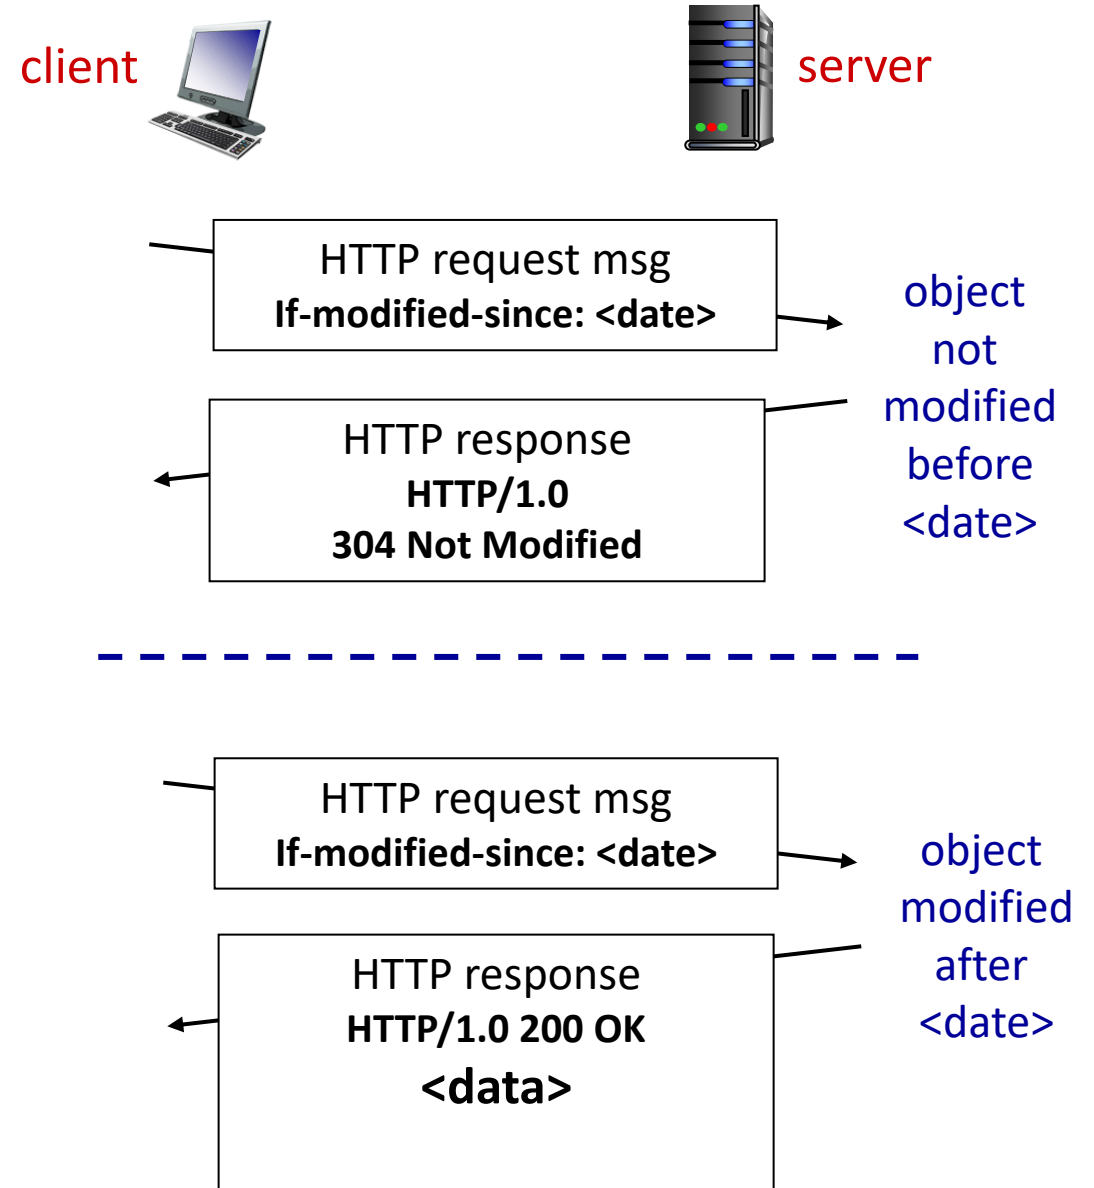 client
server
HTTP request msg
If-modified-since: <date>
object
not
modified
before
<date>
HTTP response
HTTP/1.0
304 Not Modified
HTTP request msg
If-modified-since: <date>
object
modified
after
<date>
HTTP response
HTTP/1.0 200 OK
<data>